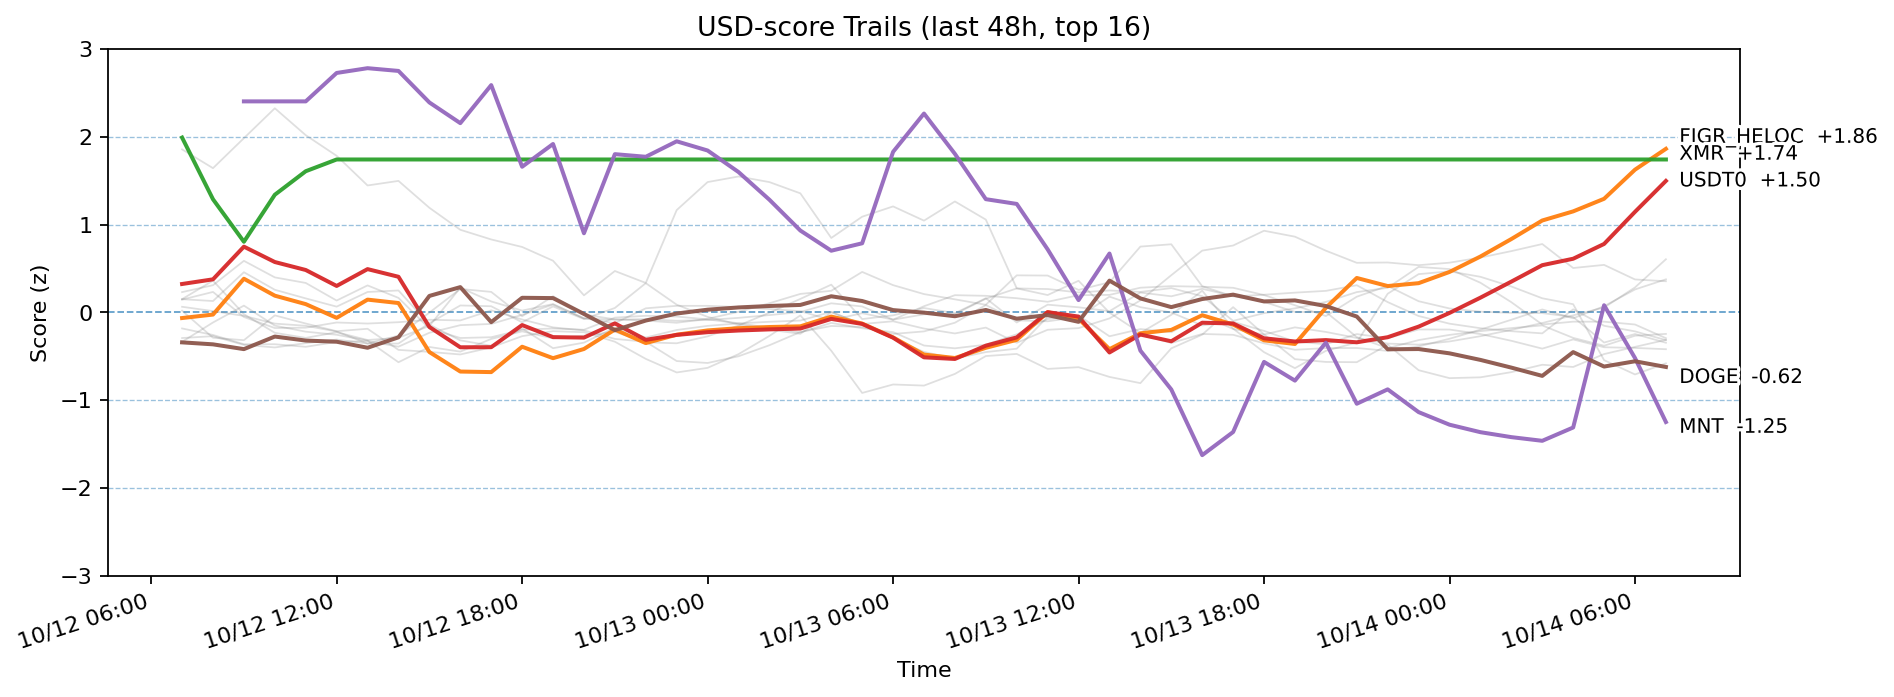 USD-score Trails (last 48h, top 16)
Score (z)
3
2
1
0
−1
−2
−3
FIGR_HELOC +1.86
XMR +1.74
USDT0 +1.50
DOGE -0.62
MNT -1.25
10/12 06:00
10/12 12:00
10/12 18:00
10/13 00:00
10/13 06:00
10/13 12:00
10/13 18:00
10/14 00:00
10/14 06:00
Time